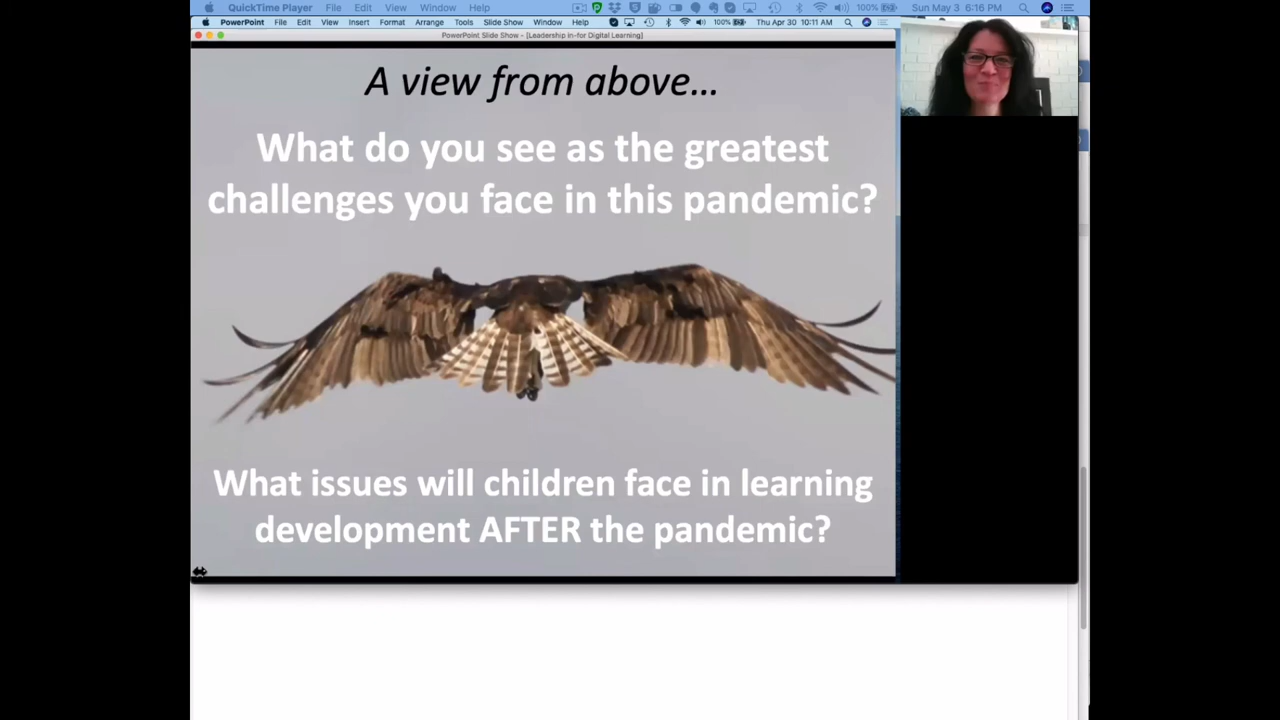 QuickTime Player File Edit View Window Help 100% Sun May 3 6:16 PM
PowerPoint File Edit View Insert Format Arrange Tools Slide Show Window Help 100% Thu Apr 30 10:11 AM
PowerPoint Slide Show - [Leadership in-for Digital Learning]
A view from above...
What do you see as the greatest
challenges you face in this pandemic?
What issues will children face in learning
development AFTER the pandemic?